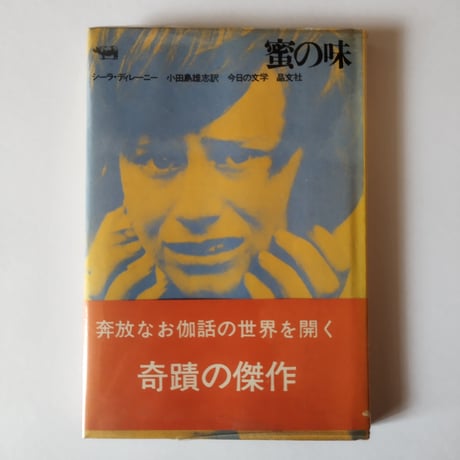 蜜の味
シーラ・ディレーニー 小田島雄志訳 今日の文学 晶文社
奔放なお伽話の世界を開く
奇蹟の傑作